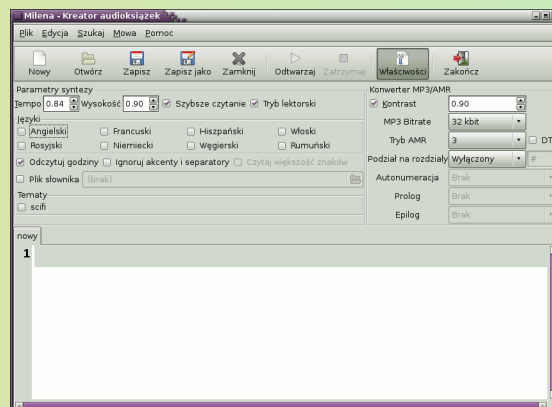 Milena - Kreator audioksiążek
Plik Edycja Szukaj Mowa Pomoc
Nowy Otwórz Zapisz Zapisz jako Zamknij Odtwarzaj Zatrzymaj Właściwości Zakończ
Parametry syntezy
Tempo 0.84 Wysokość 0.90 Szybsze czytanie Tryb lektorski
Języki
Angielski Francuski Hiszpański Włoski
Rosyjski Niemiecki Węgierski Rumuński
Odczytuj godziny Ignoruj akcenty i separatory Czytaj większość znaków
Plik słownika (brak)
Tematy
scifi
Konwerter MP3/AMR
Kontrast 0.90
MP3 Bitrate 32 kbit
Tryb AMR 3 DT
Podział na rozdziały Wyłączony #
Autonumeracja Brak
Prolog Brak
Epilog Brak
nowy
1